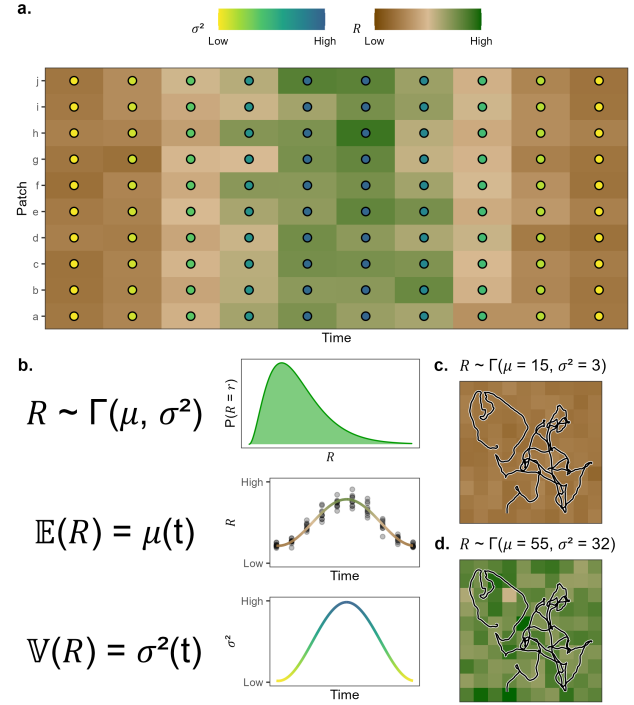 a.
σ² Low High R Low High
Patch
j
i
h
g
f
e
d
c
b
a
Time
b.
R ~ Γ(μ, σ²)
P(R = r)
R
𝔼(R) = μ(t)
High
R
Low
Time
𝕍(R) = σ²(t)
High
σ²
Low
Time
c. R ~ Γ(μ = 15, σ² = 3)
d. R ~ Γ(μ = 55, σ² = 32)